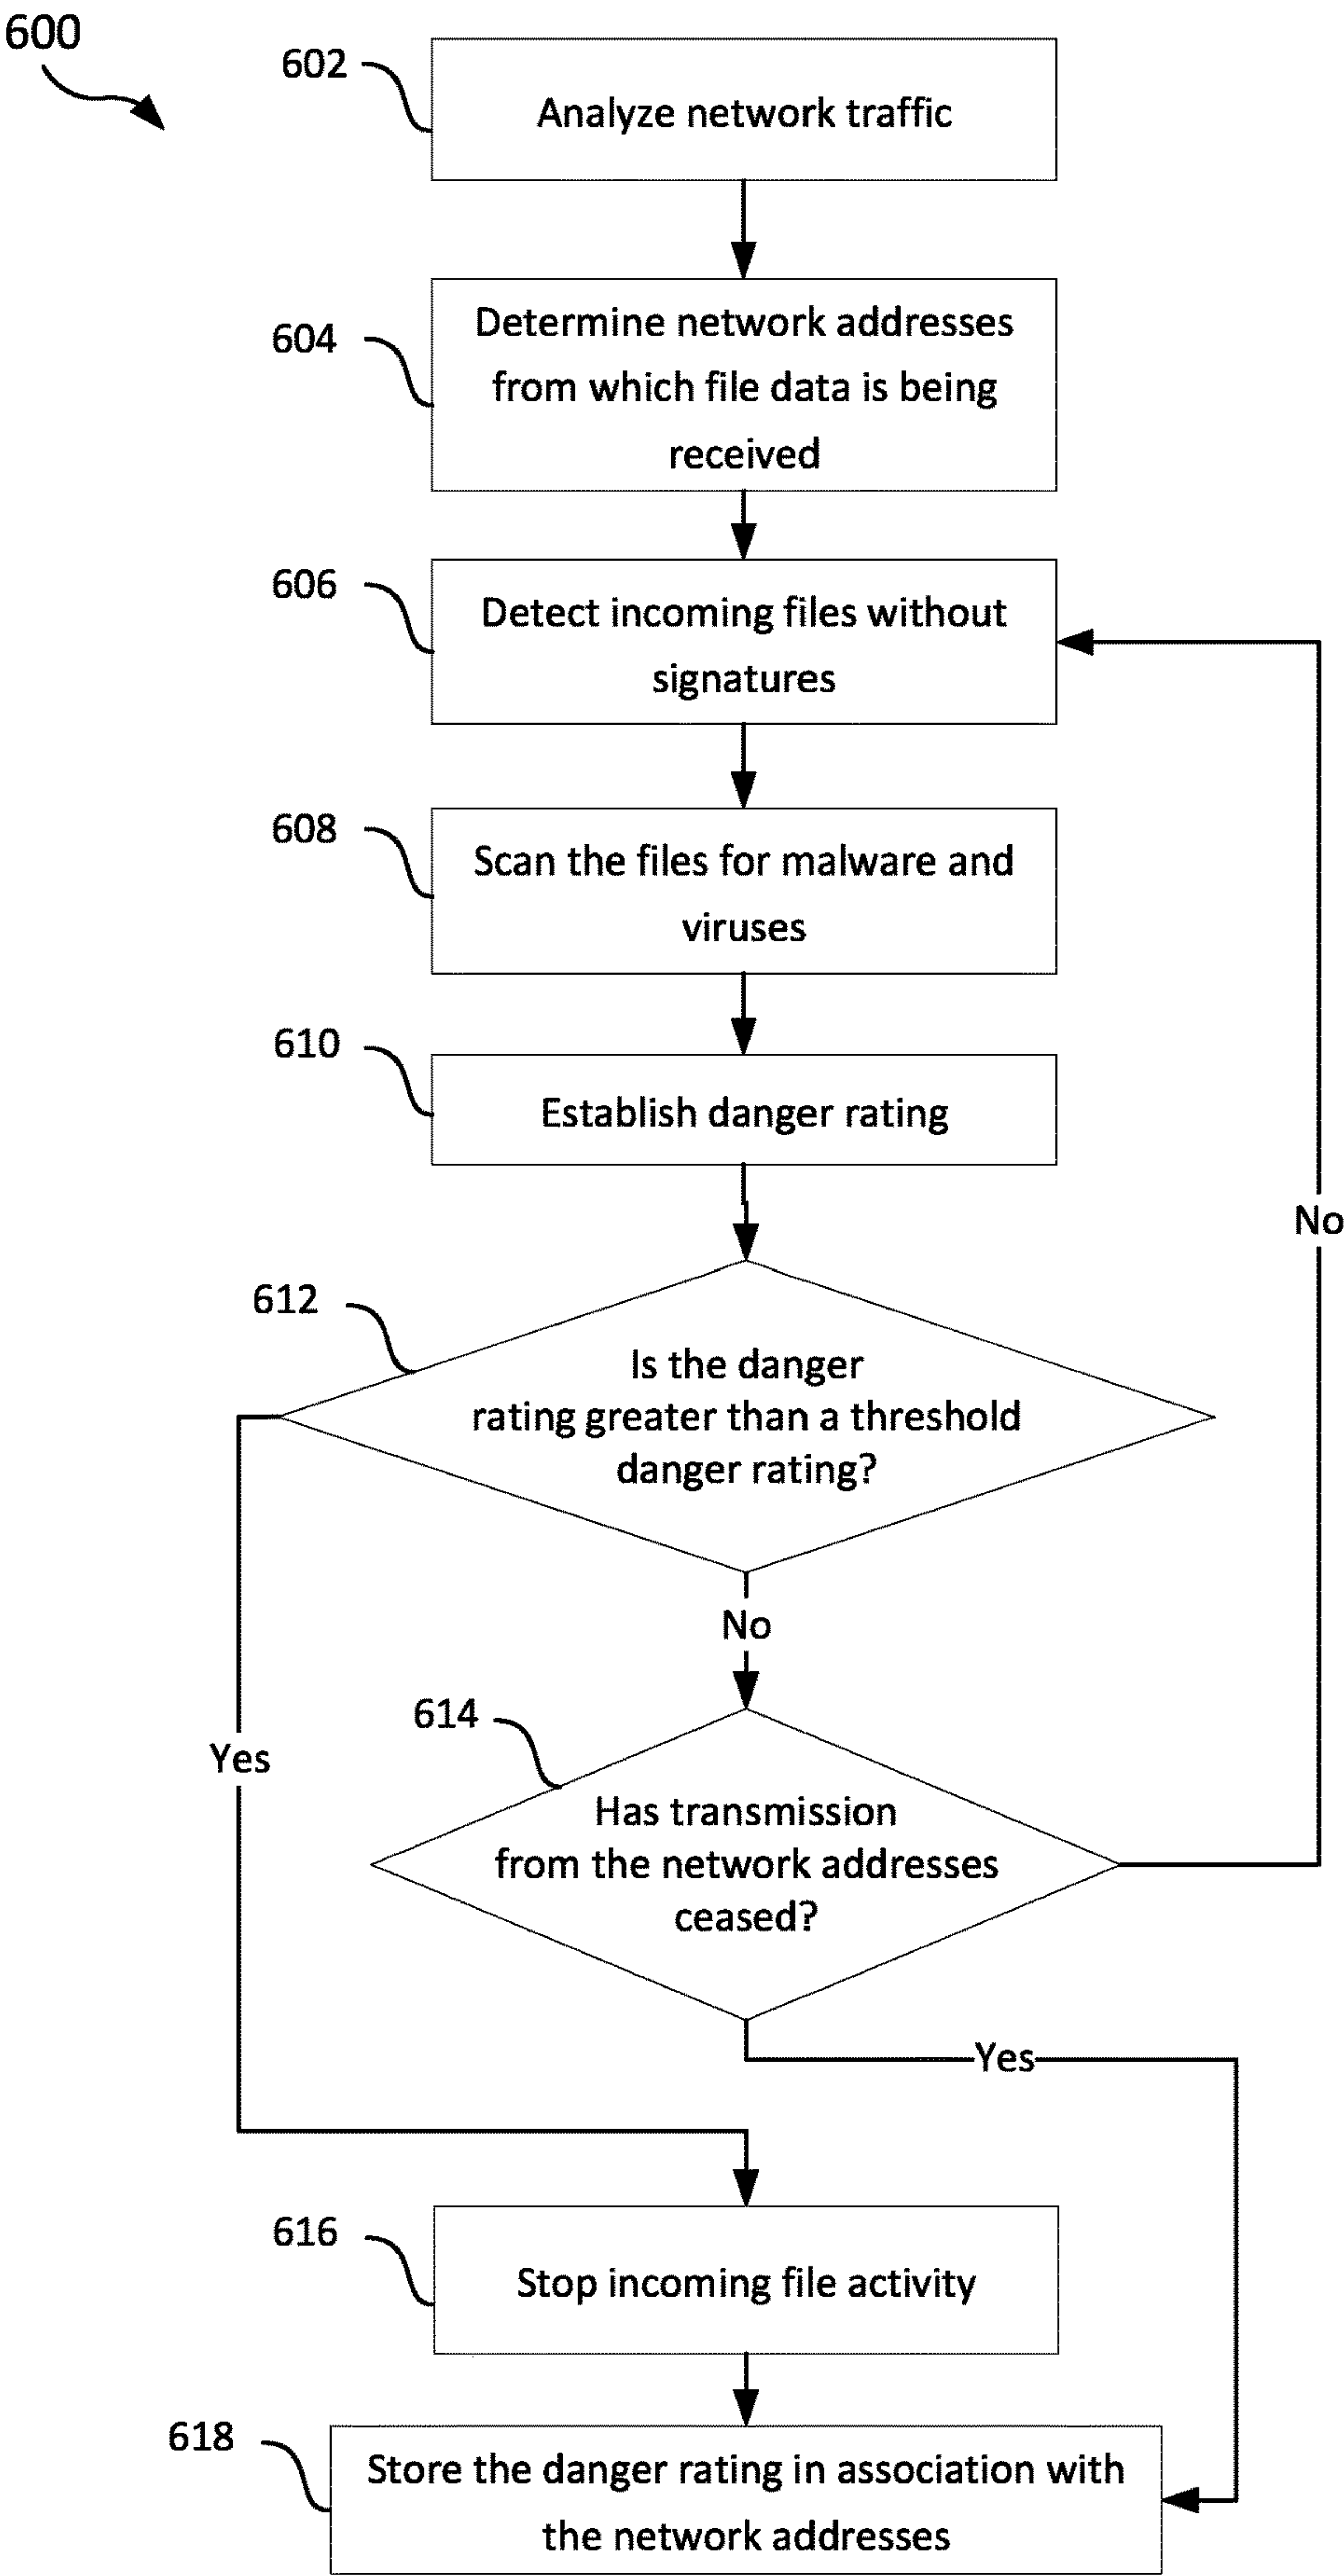 600
602
Analyze network traffic
604
Determine network addresses
from which file data is being
received
606
Detect incoming files without
signatures
608
Scan the files for malware and
viruses
610
Establish danger rating
612
Is the danger
rating greater than a threshold
danger rating?
No
No
614
Yes
Has transmission
from the network addresses
ceased?
Yes
616
Stop incoming file activity
618
Store the danger rating in association with
the network addresses